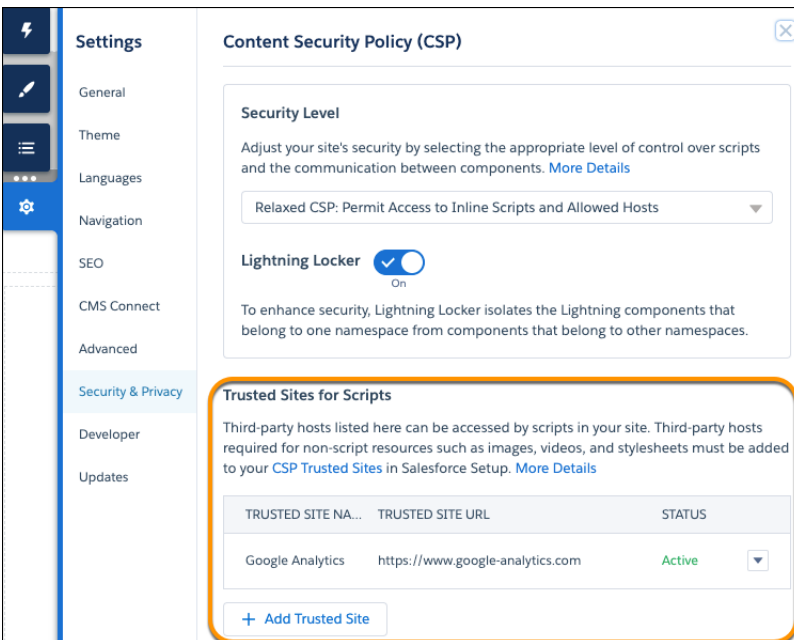 Settings
General
Theme
Languages
Navigation
SEO
CMS Connect
Advanced
Security & Privacy
Developer
Updates
Content Security Policy (CSP)
Security Level
Adjust your site's security by selecting the appropriate level of control over scripts
and the communication between components. More Details
Relaxed CSP: Permit Access to Inline Scripts and Allowed Hosts
Lightning Locker
On
To enhance security, Lightning Locker isolates the Lightning components that
belong to one namespace from components that belong to other namespaces.
Trusted Sites for Scripts
Third-party hosts listed here can be accessed by scripts in your site. Third-party hosts
required for non-script resources such as images, videos, and stylesheets must be added
to your CSP Trusted Sites in Salesforce Setup. More Details
TRUSTED SITE NA... TRUSTED SITE URL STATUS
Google Analytics https://www.google-analytics.com Active
+ Add Trusted Site